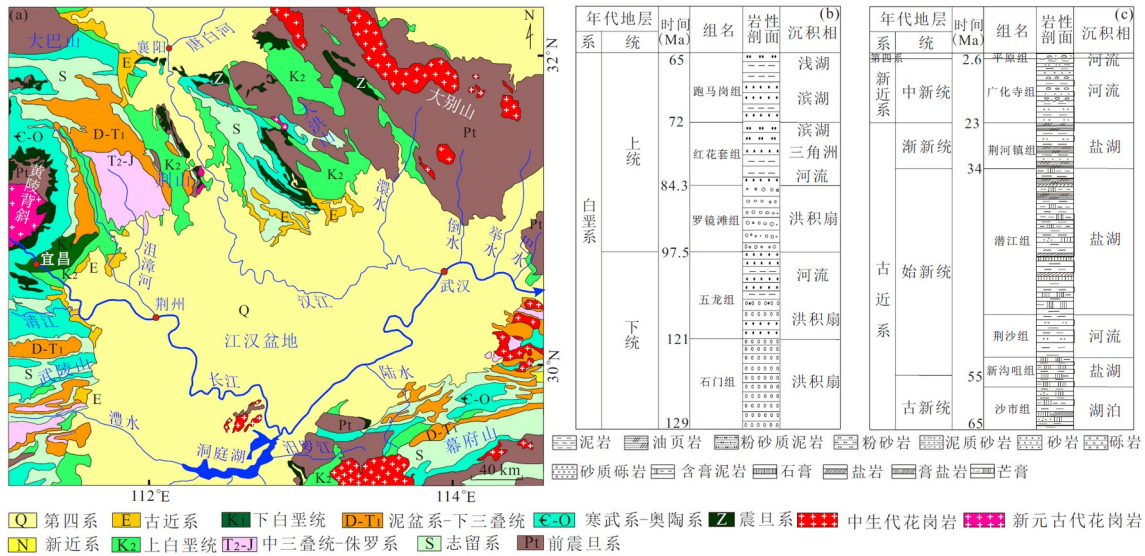 (a)
N
大巴山
襄阳
唐白河
32°N
S
E
Z
K2
Z
大别山
D-T1
S
大洪山
Pt
Є-O
T2-J
K2
荆山
K2
Pt
黄陵背斜
E
E
澴水
倒水
举水
巴水
Pt
K1
宜昌
K2
E
沮漳河
武汉
荆州
汉江
Q
清江
江汉盆地
D-T1
30°N
武陵山
长江
陆水
S
E
Є-O
澧水
Pt
D-T1
幕府山
洞庭湖
汨罗江
S
K2
Pt
40 km
112°E
114°E
(b)
年代地层
时间(Ma)
组名
岩性剖面
沉积相
系
统
65
浅湖
跑马岗组
滨湖
72
上统
滨湖
红花套组
三角洲
河流
84.3
白垩系
罗镜滩组
洪积扇
97.5
河流
五龙组
下统
洪积扇
121
石门组
洪积扇
129
(c)
年代地层
时间(Ma)
组名
岩性剖面
沉积相
系
统
第四系
2.6
平原组
河流
新近系
中新统
广化寺组
河流
23
渐新统
荆河镇组
盐湖
34
古近系
始新统
潜江组
盐湖
荆沙组
河流
新沟咀组
盐湖
55
古新统
沙市组
湖泊
65
泥岩
油页岩
粉砂质泥岩
粉砂岩
泥质砂岩
砂岩
砾岩
砂质砾岩
含膏泥岩
石膏
盐岩
膏盐岩
芒膏
Q 第四系
E 古近系
K1 下白垩统
D-T1 泥盆系-下三叠统
Є-O 寒武系-奥陶系
Z 震旦系
中生代花岗岩
新元古代花岗岩
N 新近系
K2 上白垩统
T2-J 中三叠统-侏罗系
S 志留系
Pt 前震旦系